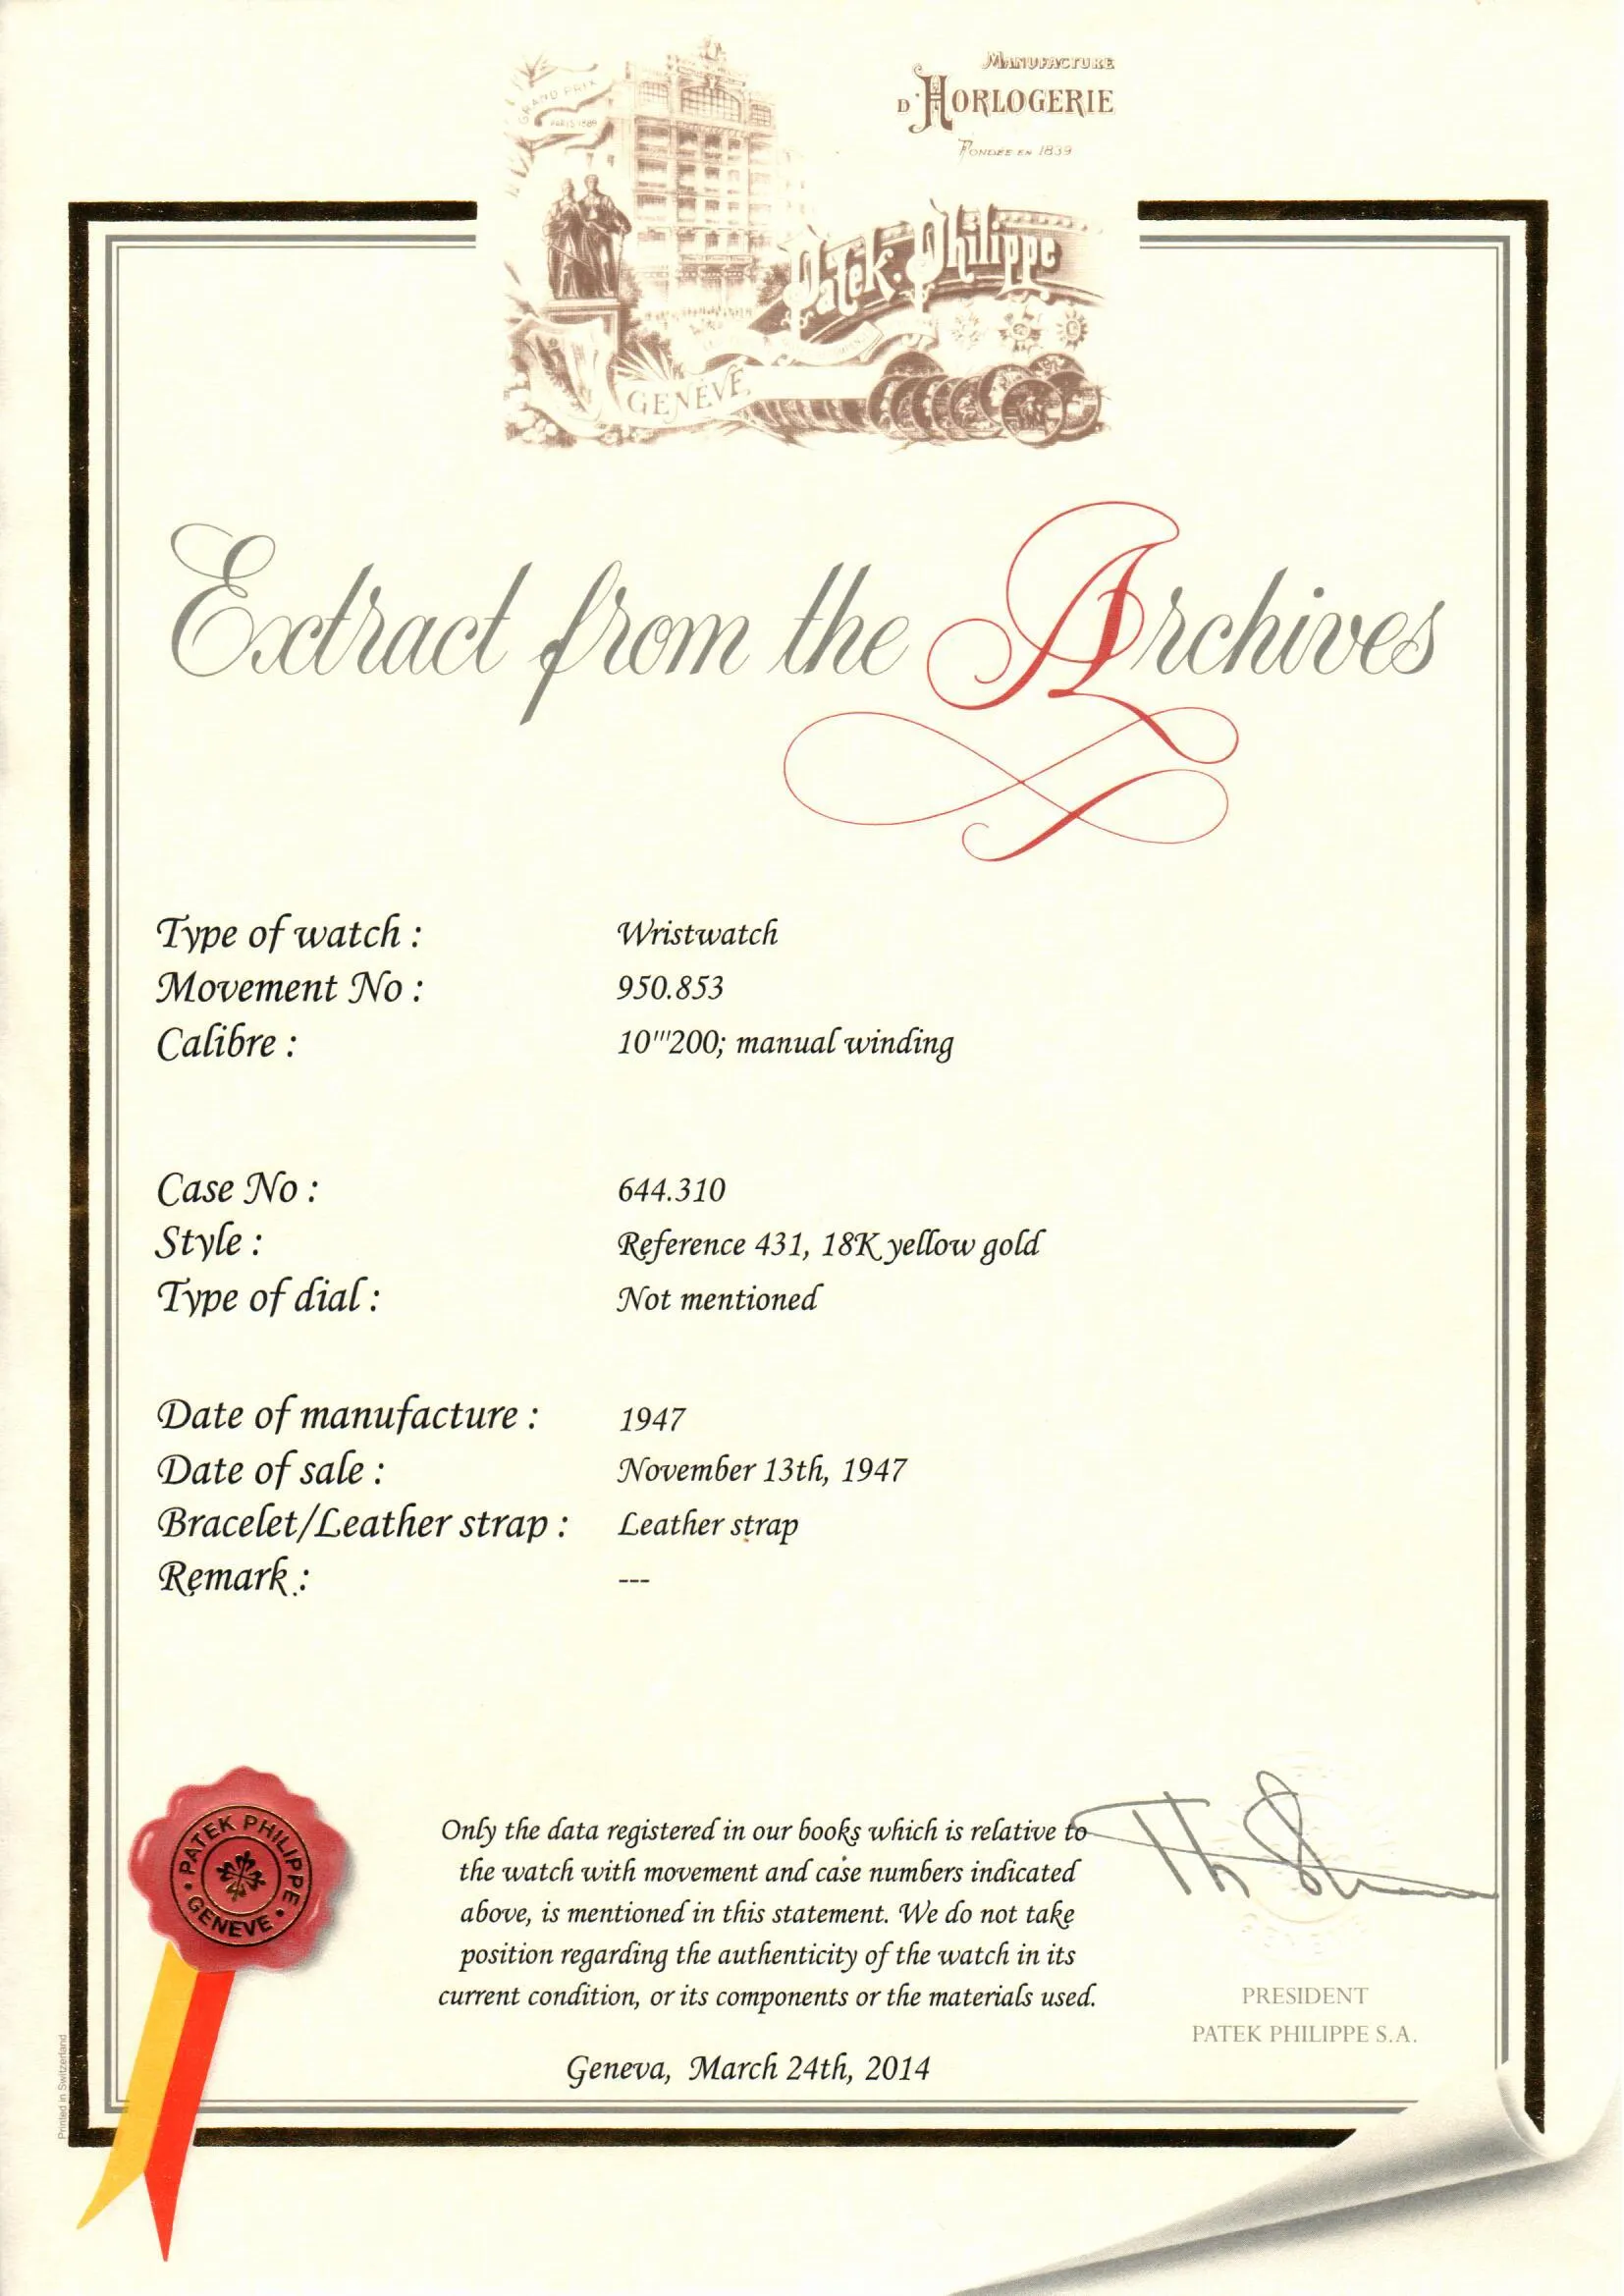 MANUFACTURE
D'HORLOGERIE
FONDÉE EN 1839
GRAND PRIX
PARIS 1889
Patek. Philippe
GENÈVE
Extract from the Archives
Type of watch : Wristwatch
Movement No : 950.853
Calibre : 10'''200; manual winding
Case No : 644.310
Style : Reference 431, 18K yellow gold
Type of dial : Not mentioned
Date of manufacture : 1947
Date of sale : November 13th, 1947
Bracelet/Leather strap : Leather strap
Remark : ---
PATEK PHILIPPE
GENEVE
Only the data registered in our books which is relative to
the watch with movement and case numbers indicated
above, is mentioned in this statement. We do not take
position regarding the authenticity of the watch in its
current condition, or its components or the materials used.
PRESIDENT
PATEK PHILIPPE S.A.
Geneva, March 24th, 2014
Printed in Switzerland